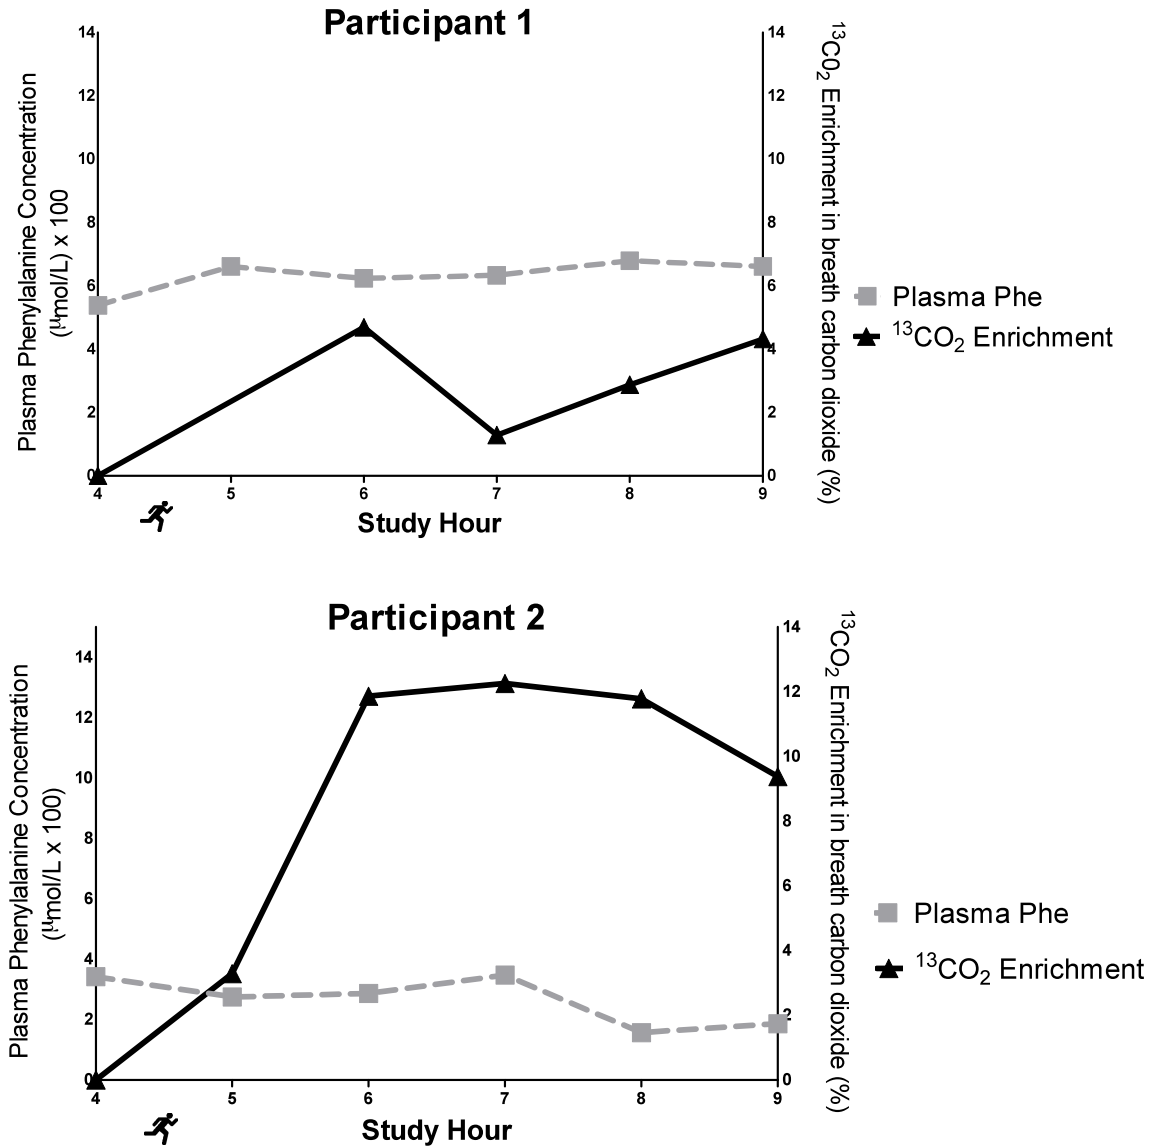 Participant 1
14
12
10
8
6
4
2
0
Plasma Phenylalanine Concentration
(µmol/L) x 100
14
12
10
8
6
4
2
0
¹³C0₂ Enrichment in breath carbon dioxide (%)
4 5 6 7 8 9
Study Hour
Plasma Phe
¹³CO₂ Enrichment
Participant 2
14
12
10
8
6
4
2
0
Plasma Phenylalanine Concentration
(µmol/L x 100)
14
12
10
8
6
4
2
0
¹³CO₂ Enrichment in breath carbon dioxide (%)
4 5 6 7 8 9
Study Hour
Plasma Phe
¹³CO₂ Enrichment